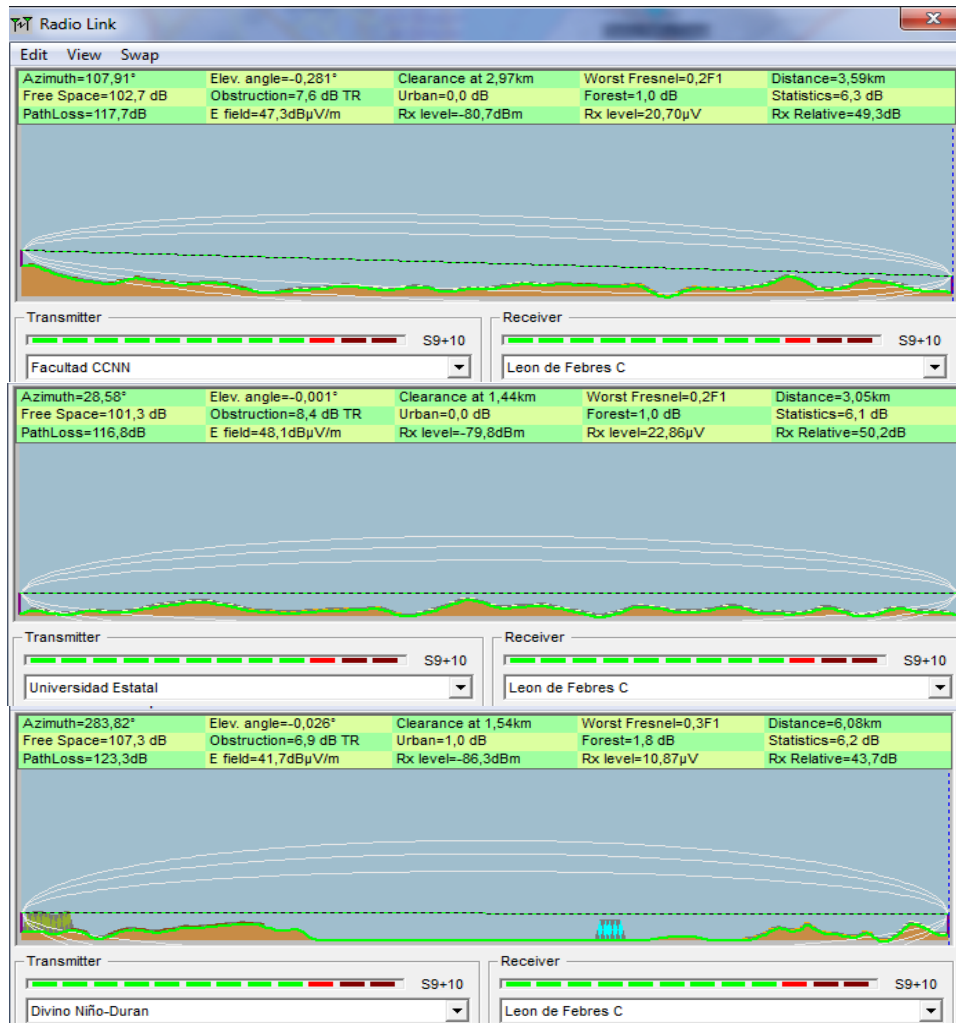 Radio Link
Edit View Swap
Azimuth=107,91° Elev. angle=-0,281° Clearance at 2,97km Worst Fresnel=0,2F1 Distance=3,59km
Free Space=102,7 dB Obstruction=7,6 dB TR Urban=0,0 dB Forest=1,0 dB Statistics=6,3 dB
PathLoss=117,7dB E field=47,3dBµV/m Rx level=-80,7dBm Rx level=20,70µV Rx Relative=49,3dB
Transmitter Receiver
S9+10 S9+10
Facultad CCNN Leon de Febres C
Azimuth=28,58° Elev. angle=-0,001° Clearance at 1,44km Worst Fresnel=0,2F1 Distance=3,05km
Free Space=101,3 dB Obstruction=8,4 dB TR Urban=0,0 dB Forest=1,0 dB Statistics=6,1 dB
PathLoss=116,8dB E field=48,1dBµV/m Rx level=-79,8dBm Rx level=22,86µV Rx Relative=50,2dB
Transmitter Receiver
S9+10 S9+10
Universidad Estatal Leon de Febres C
Azimuth=283,82° Elev. angle=-0,026° Clearance at 1,54km Worst Fresnel=0,3F1 Distance=6,08km
Free Space=107,3 dB Obstruction=6,9 dB TR Urban=1,0 dB Forest=1,8 dB Statistics=6,2 dB
PathLoss=123,3dB E field=41,7dBµV/m Rx level=-86,3dBm Rx level=10,87µV Rx Relative=43,7dB
Transmitter Receiver
S9+10 S9+10
Divino Niño-Duran Leon de Febres C